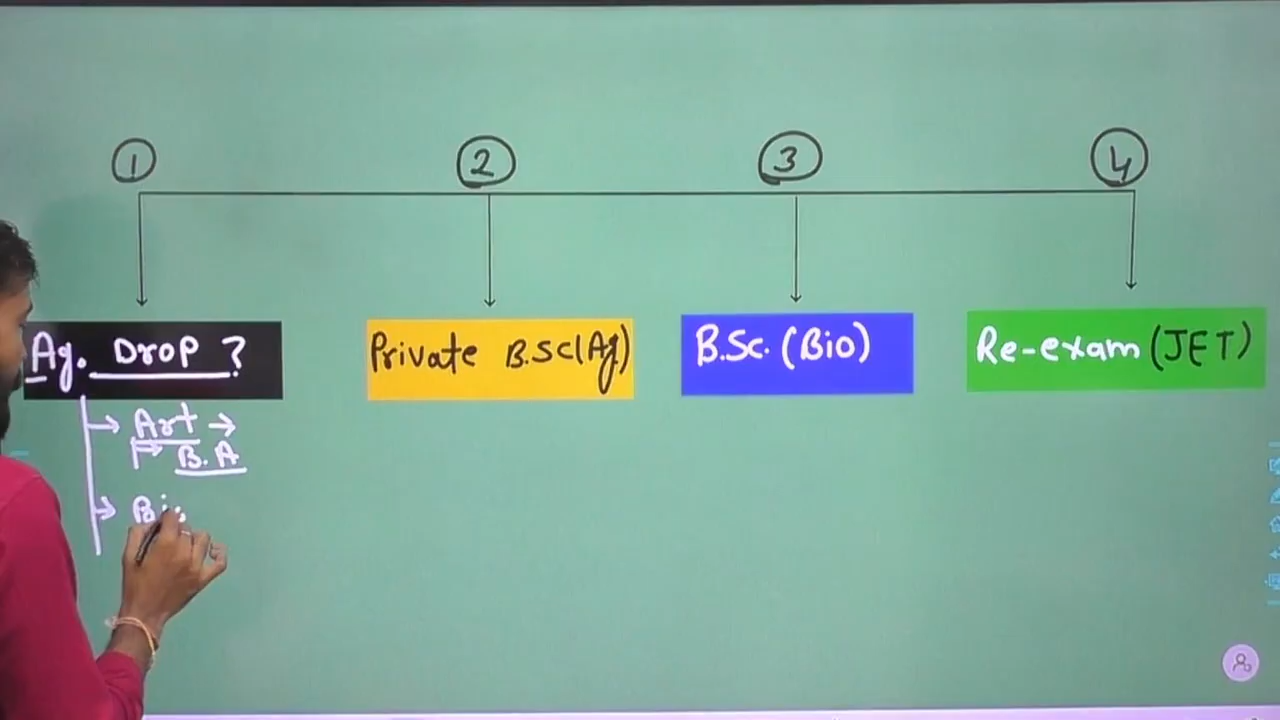 1 2 3 4
Ag. Drop ?
Private B.SC(Ag)
B.Sc. (Bio)
Re-exam (JET)
Art →
B.A